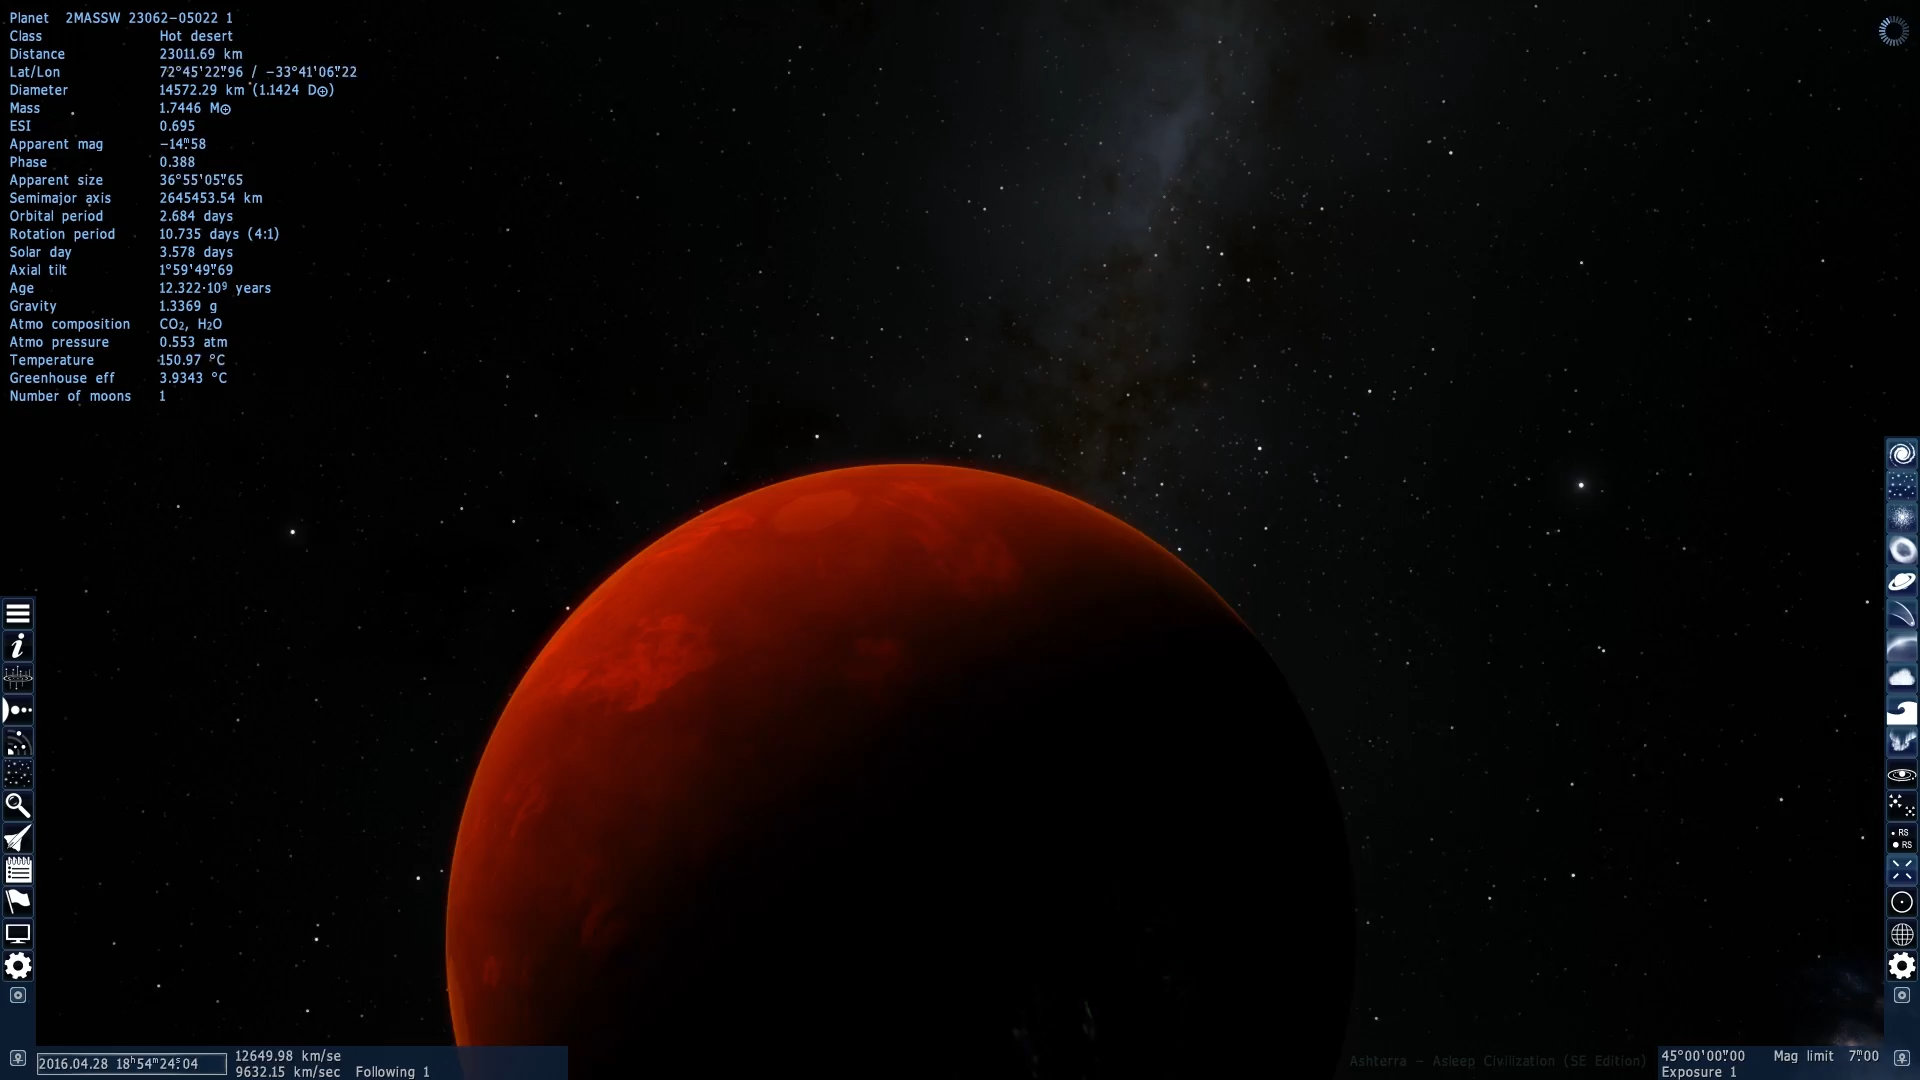 Planet 2MASSW 23062-05022 1
Class Hot desert
Distance 23011.69 km
Lat/Lon 72°45'22"96 / -33°41'06"22
Diameter 14572.29 km (1.1424 D⊕)
Mass 1.7446 M⊕
ESI 0.695
Apparent mag -14ᵐ58
Phase 0.388
Apparent size 36°55'05"65
Semimajor axis 2645453.54 km
Orbital period 2.684 days
Rotation period 10.735 days (4:1)
Solar day 3.578 days
Axial tilt 1°59'49"69
Age 12.322·10⁹ years
Gravity 1.3369 g
Atmo composition CO₂, H₂O
Atmo pressure 0.553 atm
Temperature 150.97 °C
Greenhouse eff 3.9343 °C
Number of moons 1
RS
RS
2016.04.28 18ʰ54ᵐ24ˢ04
12649.98 km/se
9632.15 km/sec Following 1
Ashterra - Asleep Civilization (SE Edition)
45°00'00"00 Mag limit 7ᵐ00
Exposure 1